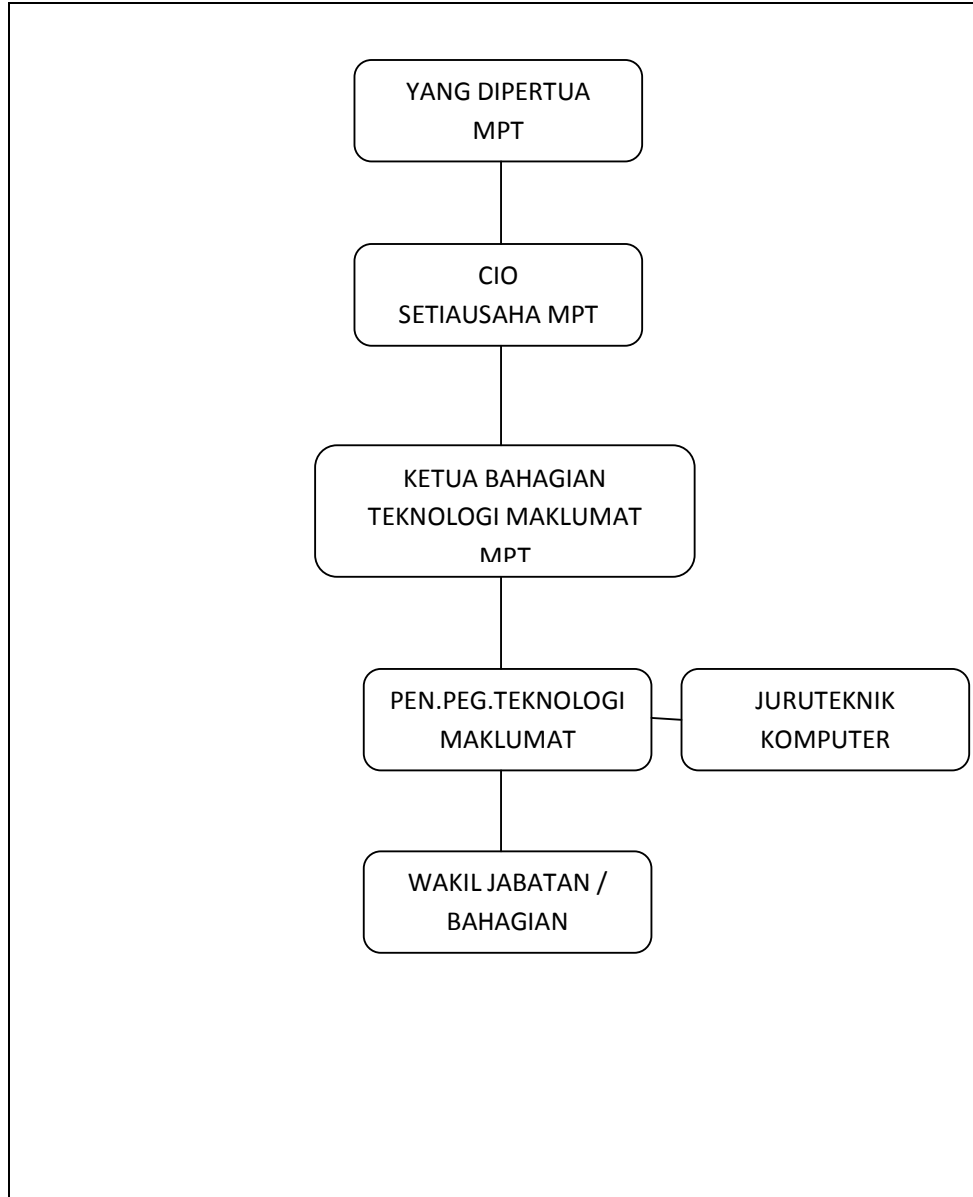 YANG DIPERTUA
MPT
CIO
SETIAUSAHA MPT
KETUA BAHAGIAN
TEKNOLOGI MAKLUMAT
MPT
PEN.PEG.TEKNOLOGI
MAKLUMAT
JURUTEKNIK
KOMPUTER
WAKIL JABATAN /
BAHAGIAN